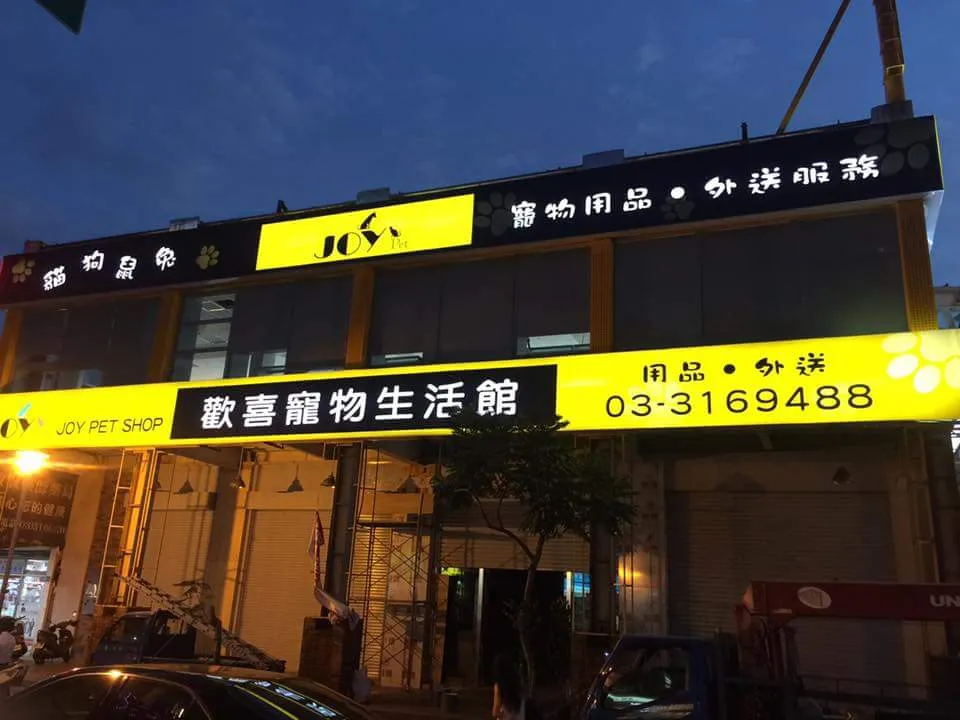 貓狗鼠兔
JOY Pet
寵物用品•外送服務
JOY PET SHOP
歡喜寵物生活館
用品•外送
03-3169488
UN